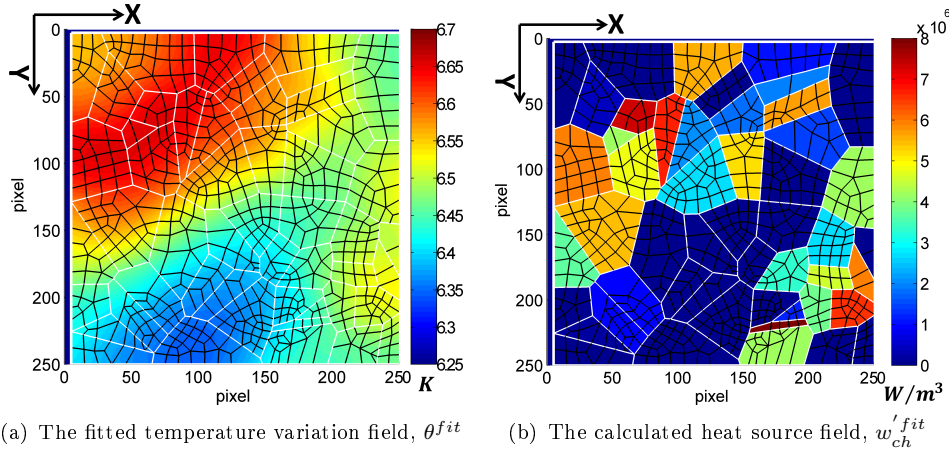 X
Y
0
50
100
150
200
250
pixel
0 50 100 150 200 250
pixel
6.7
6.65
6.6
6.55
6.5
6.45
6.4
6.35
6.3
6.25
K
(a) The fitted temperature variation field, θ^{fit}
X
Y
0
50
100
150
200
250
pixel
0 50 100 150 200 250
pixel
x 10^6
8
7
6
5
4
3
2
1
0
W/m³
(b) The calculated heat source field, w_{ch}^{'fit}